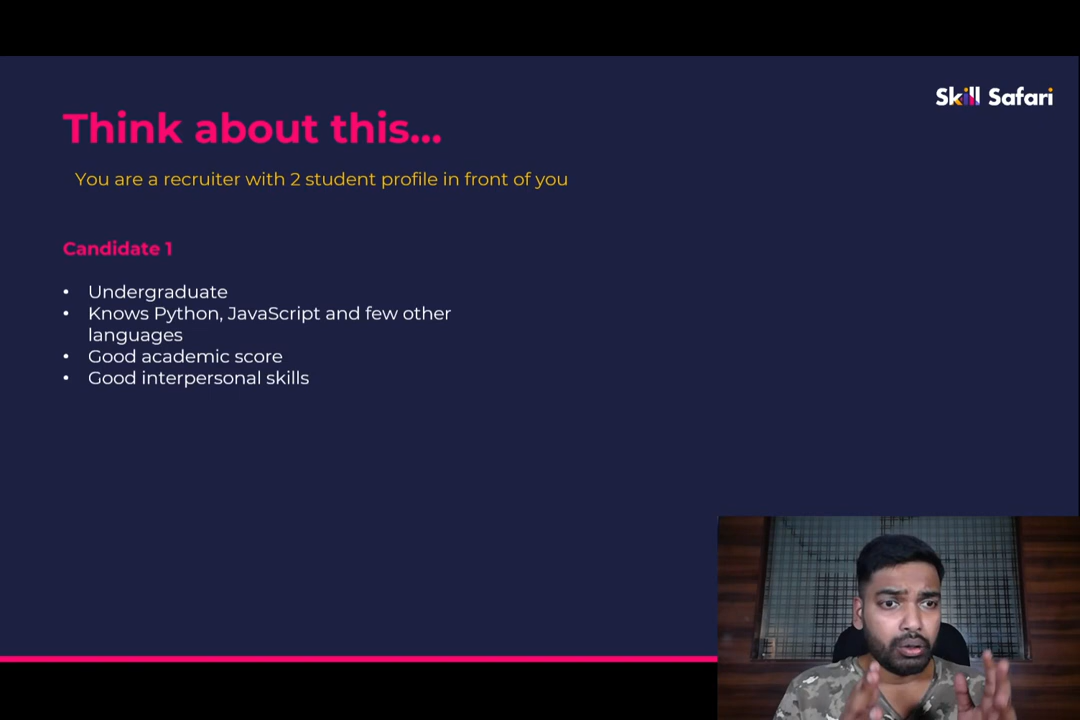 Skill Safari
Think about this...
You are a recruiter with 2 student profile in front of you
Candidate 1
• Undergraduate
• Knows Python, JavaScript and few other
languages
• Good academic score
• Good interpersonal skills